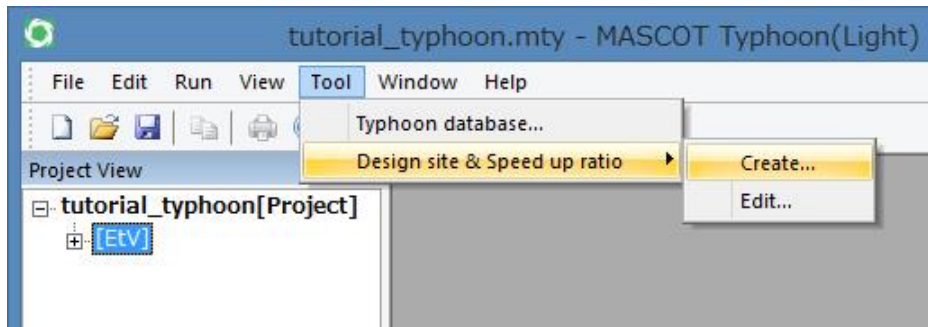 tutorial_typhoon.mty - MASCOT Typhoon(Light)
File Edit Run View Tool Window Help
Typhoon database...
Project View
Design site & Speed up ratio
Create...
tutorial_typhoon[Project]
Edit...
[EtV]